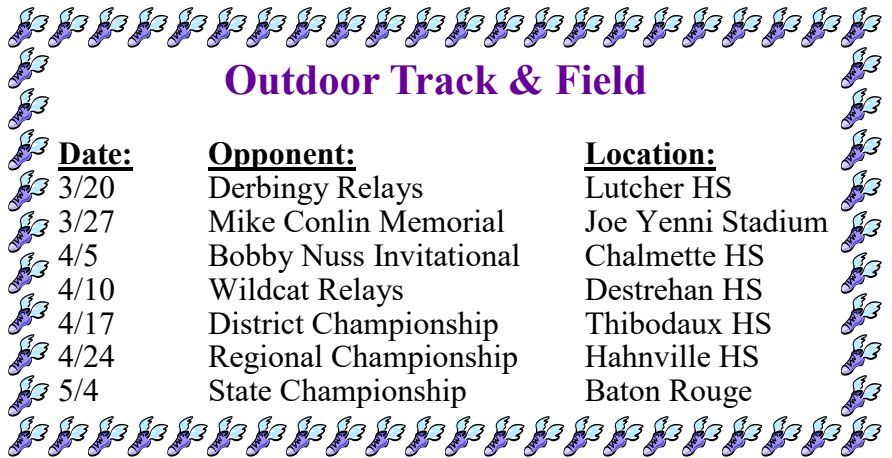 Outdoor Track & Field
Date: Opponent: Location:
3/20 Derbingy Relays Lutcher HS
3/27 Mike Conlin Memorial Joe Yenni Stadium
4/5 Bobby Nuss Invitational Chalmette HS
4/10 Wildcat Relays Destrehan HS
4/17 District Championship Thibodaux HS
4/24 Regional Championship Hahnville HS
5/4 State Championship Baton Rouge